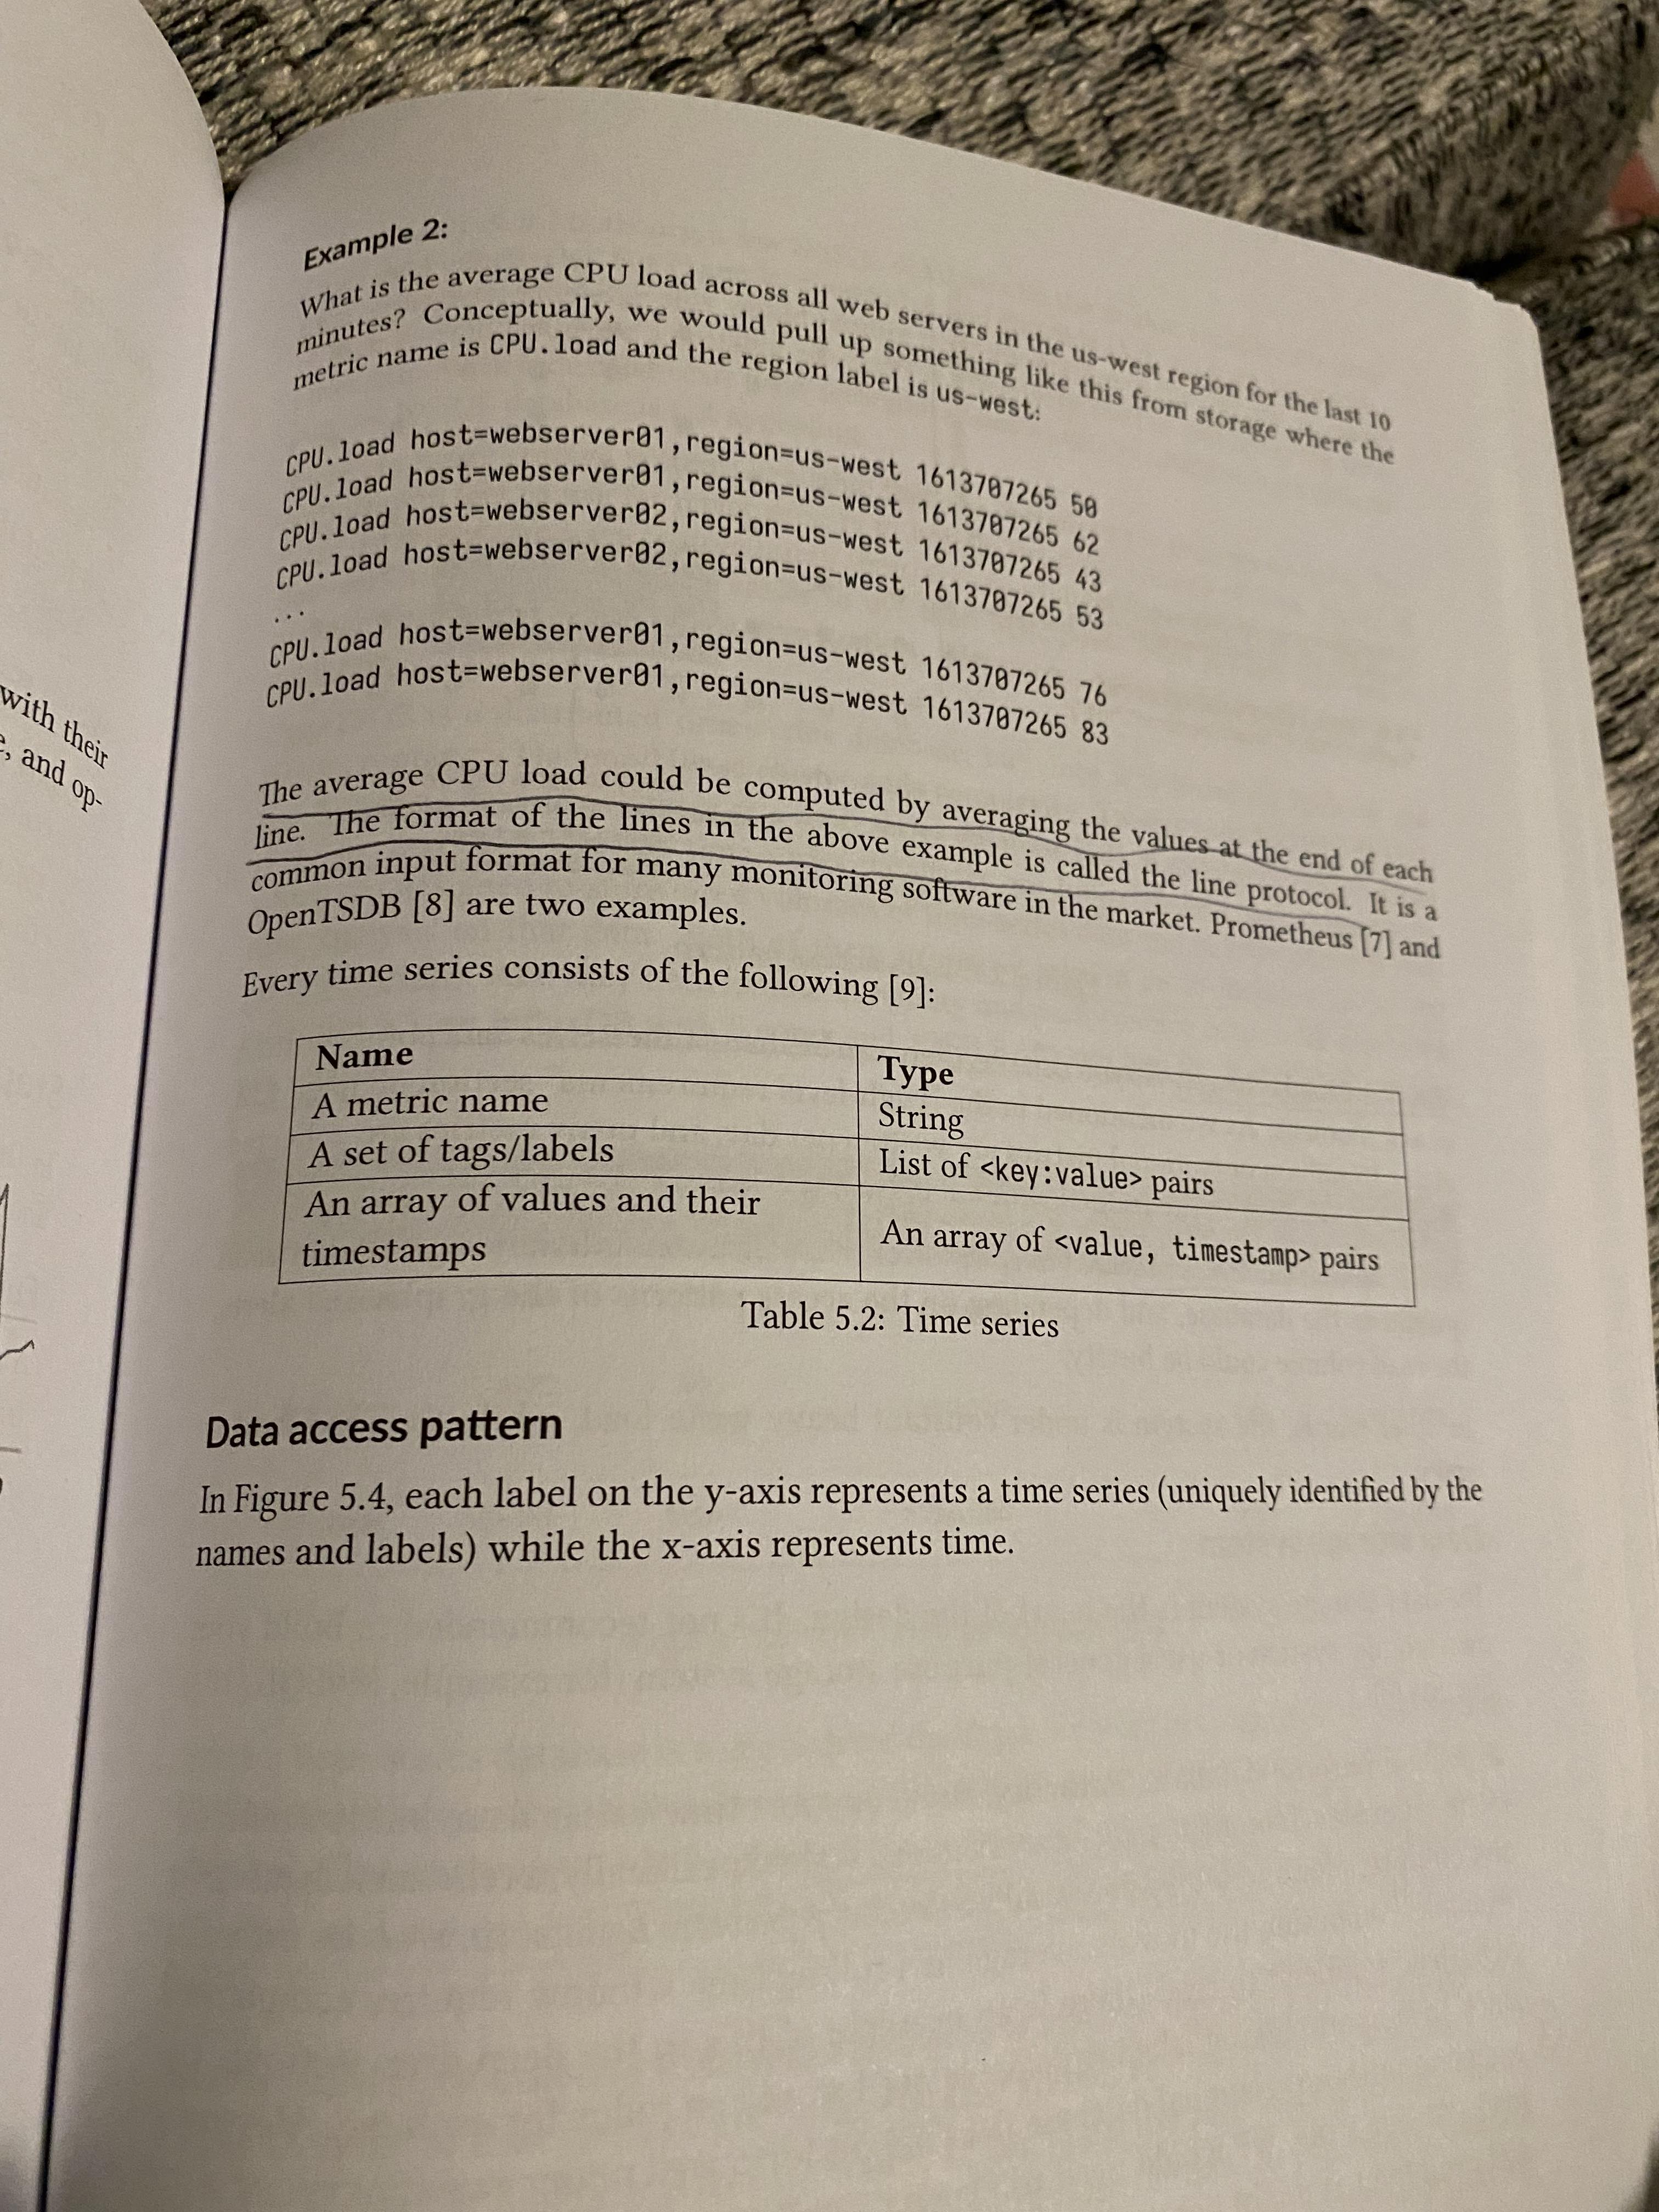 with their
, and op-
Example 2:
What is the average CPU load across all web servers in the us-west region for the last 10
minutes? Conceptually, we would pull up something like this from storage where the
metric name is CPU.load and the region label is us-west:
CPU.load host=webserver01,region=us-west 1613707265 50
CPU.load host=webserver01,region=us-west 1613707265 62
CPU.load host=webserver02,region=us-west 1613707265 43
CPU.load host=webserver02,region=us-west 1613707265 53
...
CPU.load host=webserver01,region=us-west 1613707265 76
CPU.load host=webserver01,region=us-west 1613707265 83
The average CPU load could be computed by averaging the values at the end of each
line. The format of the lines in the above example is called the line protocol. It is a
common input format for many monitoring software in the market. Prometheus [7] and
OpenTSDB [8] are two examples.
Every time series consists of the following [9]:
Name Type
A metric name String
A set of tags/labels List of <key:value> pairs
An array of values and their
timestamps An array of <value, timestamp> pairs
Table 5.2: Time series
Data access pattern
In Figure 5.4, each label on the y-axis represents a time series (uniquely identified by the
names and labels) while the x-axis represents time.